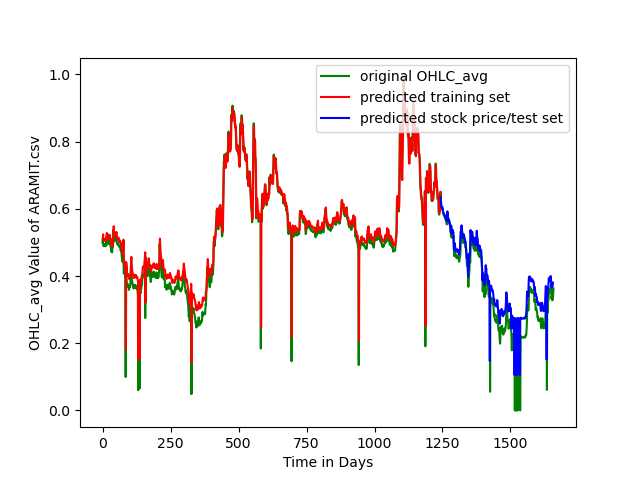 original OHLC_avg
predicted training set
predicted stock price/test set
OHLC_avg Value of ARAMIT.csv
1.0
0.8
0.6
0.4
0.2
0.0
0 250 500 750 1000 1250 1500
Time in Days